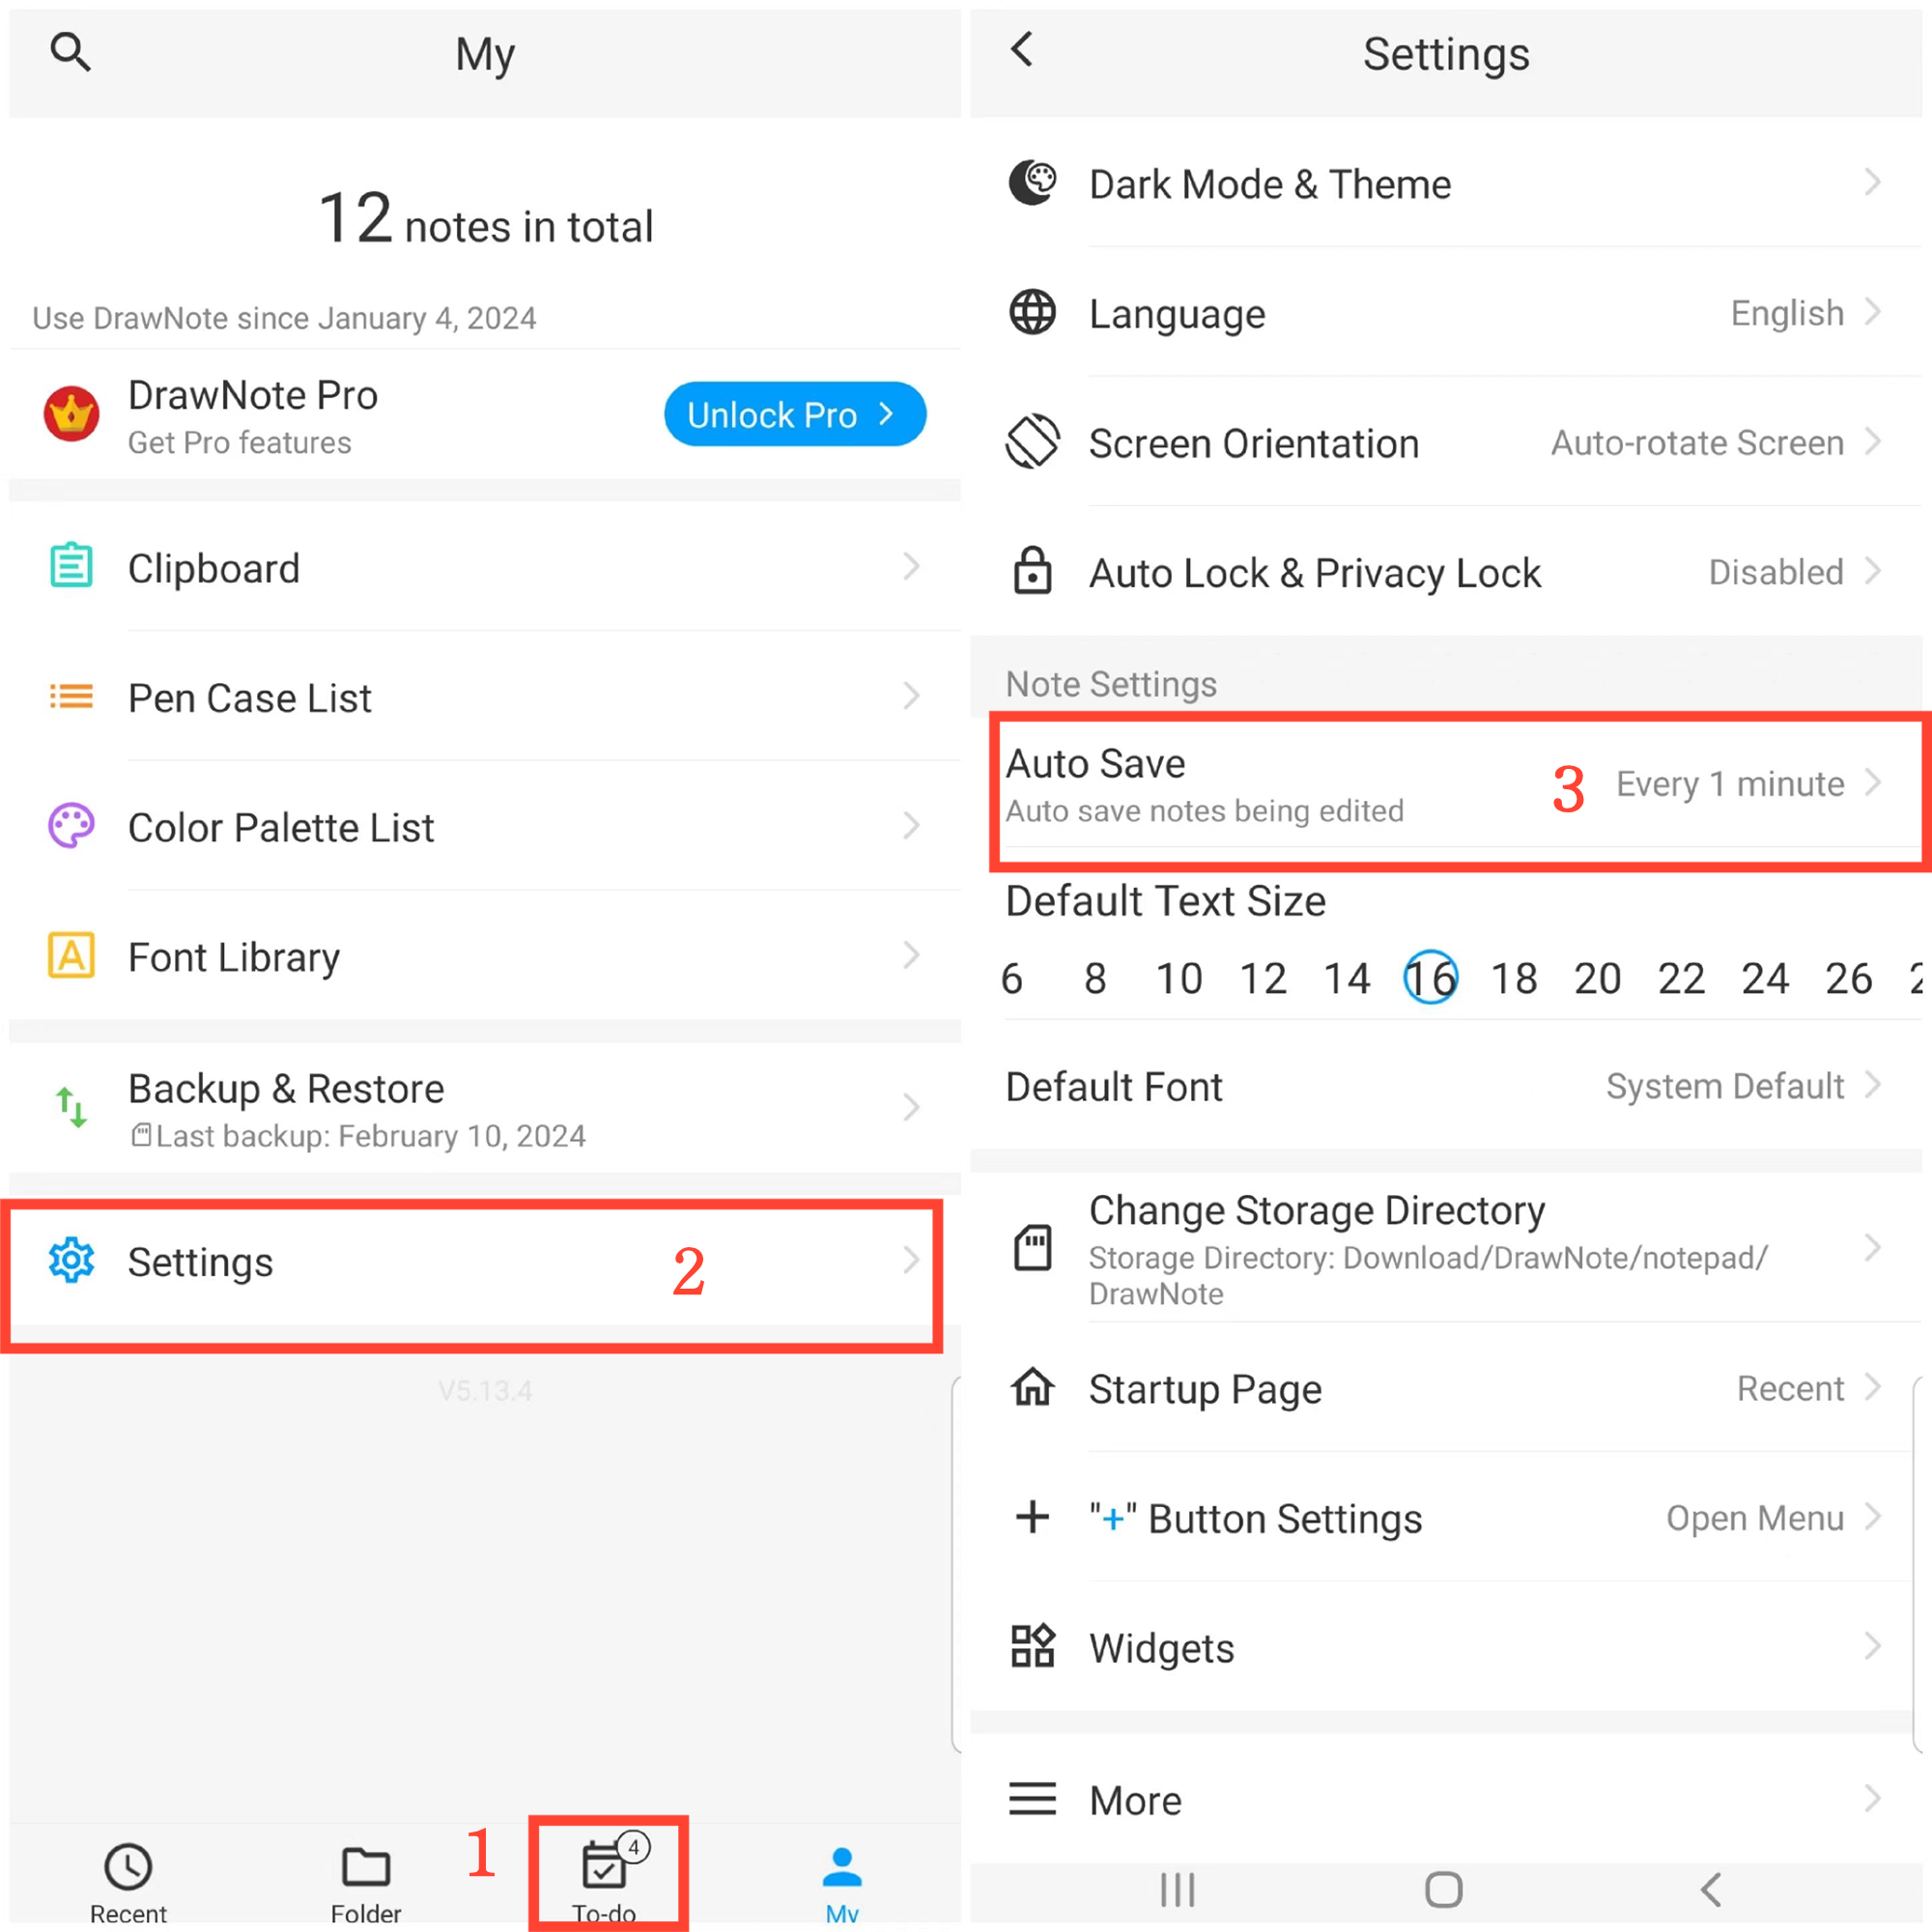 My
12 notes in total
Use DrawNote since January 4, 2024
DrawNote Pro
Get Pro features
Unlock Pro
Clipboard
Pen Case List
Color Palette List
A Font Library
Backup & Restore
Last backup: February 10, 2024
Settings
2
V5.13.4
1
4
Recent
Folder
To-do
My
Settings
Dark Mode & Theme
Language English
Screen Orientation Auto-rotate Screen
Auto Lock & Privacy Lock Disabled
Note Settings
Auto Save
Auto save notes being edited
3 Every 1 minute
Default Text Size
6 8 10 12 14 16 18 20 22 24 26
Default Font System Default
Change Storage Directory
Storage Directory: Download/DrawNote/notepad/
DrawNote
Startup Page Recent
"+" Button Settings Open Menu
Widgets
More